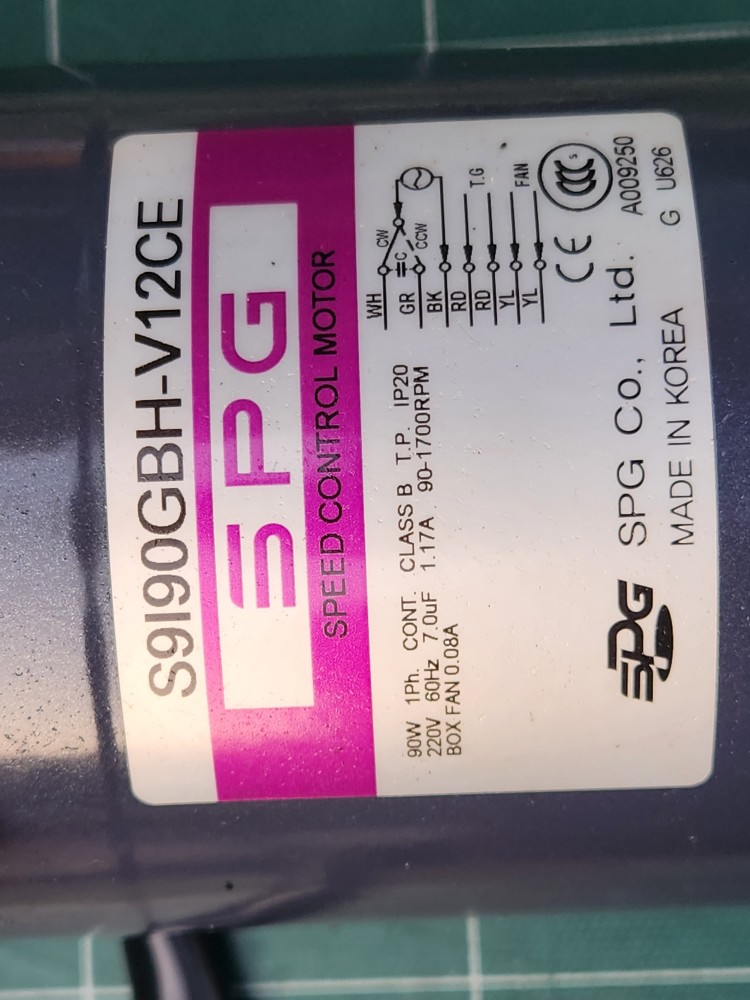 S9I90GBH-V12CE
SPG
SPEED CONTROL MOTOR
90W 1Ph. CONT. CLASS B T.P. IP20
220V 60Hz 7.0uF 1.17A 90-1700RPM
BOX FAN 0.08A
WH
GR
BK
RD
RD
YL
YL
CW
C
CCW
T.G
FAN
CE
CCC S
SPG
SPG Co., Ltd. A009250
MADE IN KOREA G U626